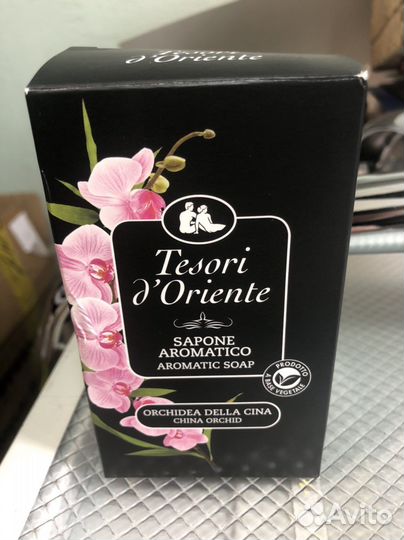 Tesori
d'Oriente
Tesori
d'Oriente
SAPONE
AROMATICO
AROMATIC SOAP
PRODOTTO
A BASE VEGETALE
ORCHIDEA DELLA CINA
CHINA ORCHID
Avito